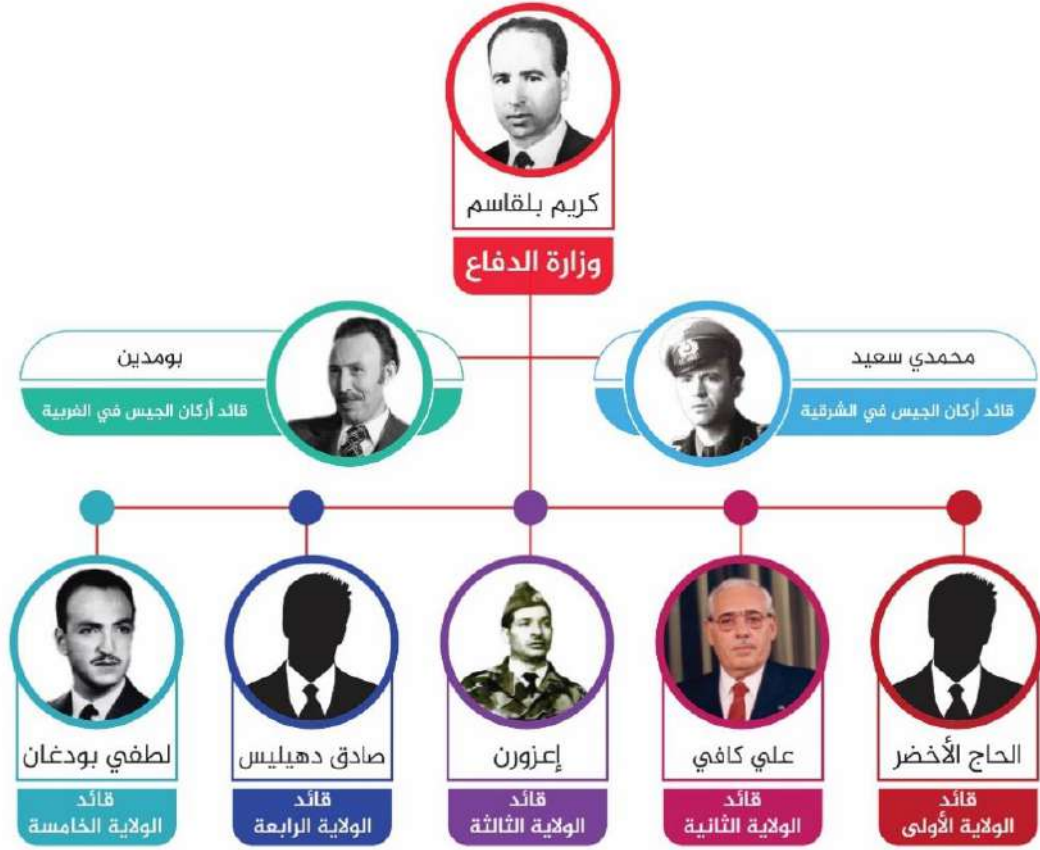 كريم بلقاسم
وزارة الدفاع
محمدي سعيد
قائد أركان الجيس في الشرقية
بومدين
قائد أركان الجيس في الغربية
الحاج الأخضر
قائد
الولاية الأولى
علي كافي
قائد
الولاية الثانية
إعزورن
قائد
الولاية الثالثة
صادق دهيليس
قائد
الولاية الرابعة
لطفي بودغان
قائد
الولاية الخامسة